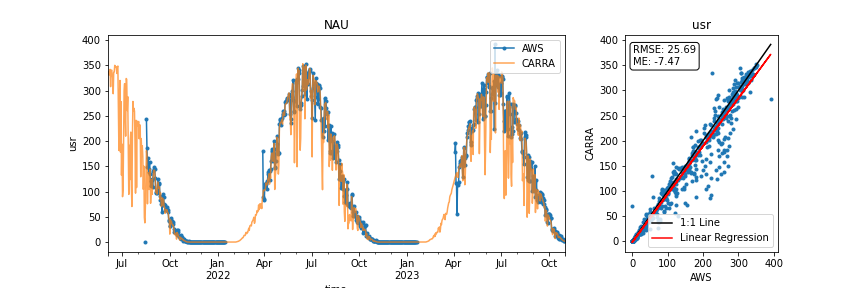 NAU
usr
400
350
300
250
200
150
100
50
0
AWS
CARRA
Jul
Oct
Jan
2022
Apr
Jul
Oct
Jan
2023
Apr
Jul
Oct
time
usr
CARRA
400
350
300
250
200
150
100
50
0
RMSE: 25.69
ME: -7.47
1:1 Line
Linear Regression
0
100
200
300
400
AWS